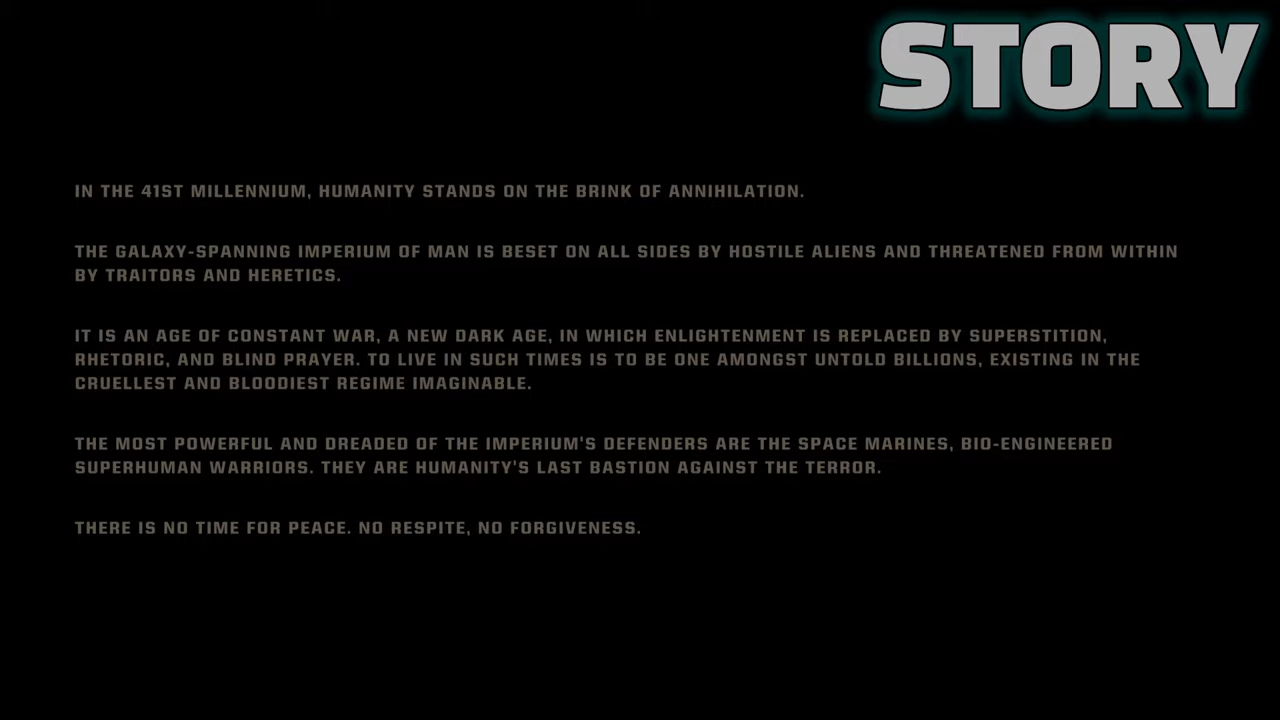 STORY
IN THE 41ST MILLENNIUM, HUMANITY STANDS ON THE BRINK OF ANNIHILATION.
THE GALAXY-SPANNING IMPERIUM OF MAN IS BESET ON ALL SIDES BY HOSTILE ALIENS AND THREATENED FROM WITHIN
BY TRAITORS AND HERETICS.
IT IS AN AGE OF CONSTANT WAR, A NEW DARK AGE, IN WHICH ENLIGHTENMENT IS REPLACED BY SUPERSTITION,
RHETORIC, AND BLIND PRAYER. TO LIVE IN SUCH TIMES IS TO BE ONE AMONGST UNTOLD BILLIONS, EXISTING IN THE
CRUELLEST AND BLOODIEST REGIME IMAGINABLE.
THE MOST POWERFUL AND DREADED OF THE IMPERIUM'S DEFENDERS ARE THE SPACE MARINES, BIO-ENGINEERED
SUPERHUMAN WARRIORS. THEY ARE HUMANITY'S LAST BASTION AGAINST THE TERROR.
THERE IS NO TIME FOR PEACE. NO RESPITE, NO FORGIVENESS.